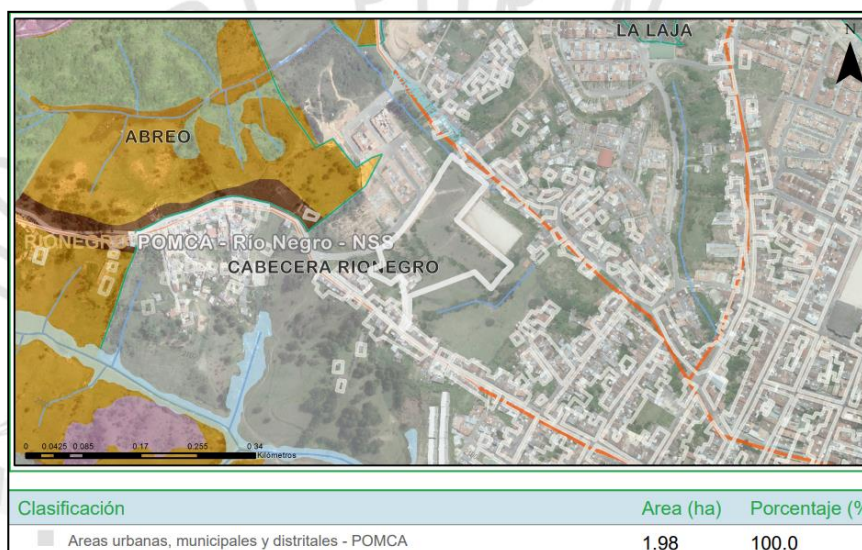 LA LAJA
N
ABREO
RIONEGRO POMCA - Río Negro - NSS
CABECERA RIONEGRO
0 0.0425 0.085 0.17 0.255 0.34
Kilómetros
Clasificación Area (ha) Porcentaje (%
Areas urbanas, municipales y distritales - POMCA 1.98 100.0